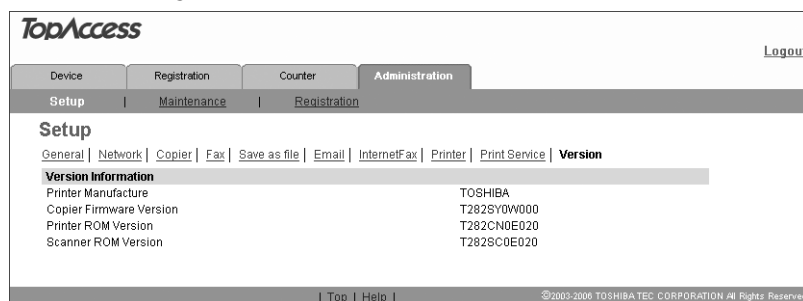 TopAccess
Logout
Device Registration Counter Administration
Setup | Maintenance | Registration
Setup
General | Network | Copier | Fax | Save as file | Email | InternetFax | Printer | Print Service | Version
Version Information
Printer Manufacture TOSHIBA
Copier Firmware Version T282SY0W000
Printer ROM Version T282CN0E020
Scanner ROM Version T282SC0E020
| Top | Help | ©2003-2006 TOSHIBA TEC CORPORATION All Rights Reserved